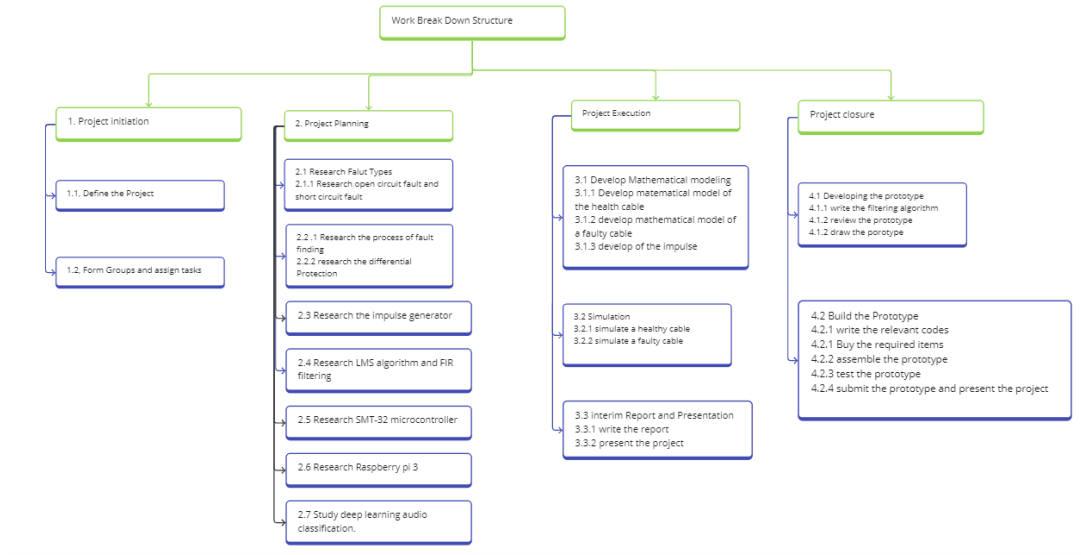 Work Break Down Structure
1. Project initiation
1.1, Define the Project
1.2, Form Groups and assign tasks
2. Project Planning
2.1 Research Falut Types
2.1.1 Research open circuit fault and
short circuit fault
2.2 .1 Research the process of fault
finding
2.2.2 research the differential
Protection
2.3 Research the impulse generator
2.4 Research LMS algorithm and FIR
filtering
2.5 Research SMT-32 microcontroller
2.6 Research Raspberry pi 3
2.7 Study deep learning audio
classification.
Project Execution
3.1 Develop Mathematical modeling
3.1.1 Develop matematical model of
the health cable
3.1.2 develop mathematical model of
a faulty cable
3.1.3 develop of the impulse
3.2 Simulation
3.2.1 simulate a healthy cable
3.2.2 simulate a faulty cable
3.3 interim Report and Presentation
3.3.1 write the report
3.3.2 present the project
Project closure
4.1 Developing the prototype
4.1.1 write the filtering algorithm
4.1.2 review the prototype
4.1.2 draw the porotype
4.2 Build the Prototype
4.2.1 write the relevant codes
4.2.1 Buy the required items
4.2.2 assemble the prototype
4.2.3 test the prototype
4.2.4 submit the prototype and present the project